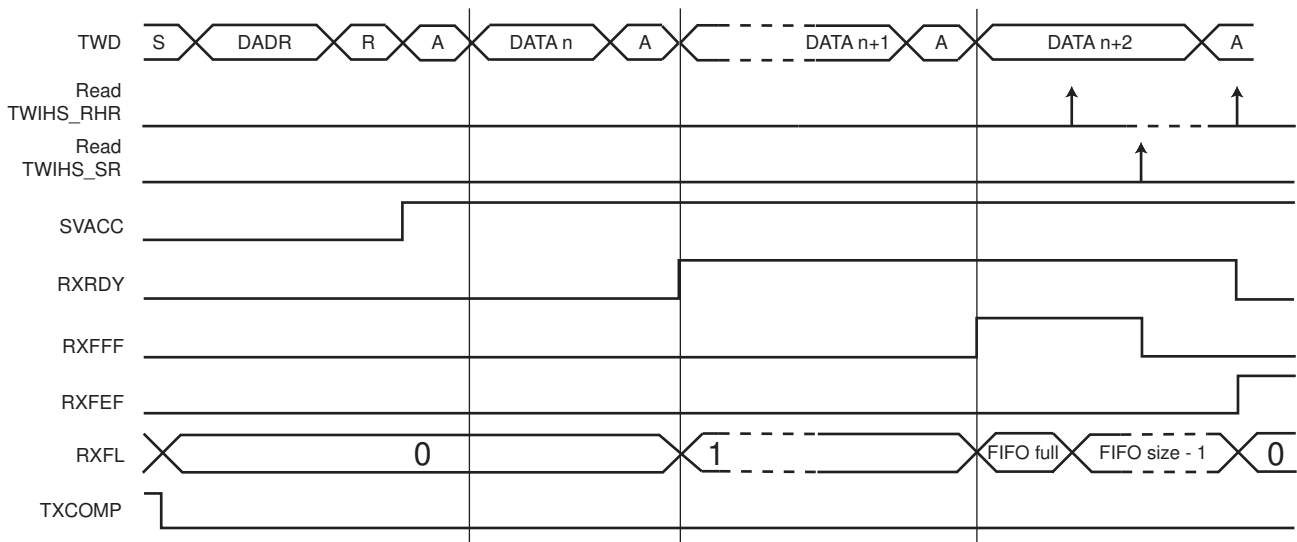 TWD S DADR R A DATA n A DATA n+1 A DATA n+2 A
Read
TWIHS_RHR
Read
TWIHS_SR
SVACC
RXRDY
RXFFF
RXFEF
RXFL 0 1 FIFO full FIFO size - 1 0
TXCOMP